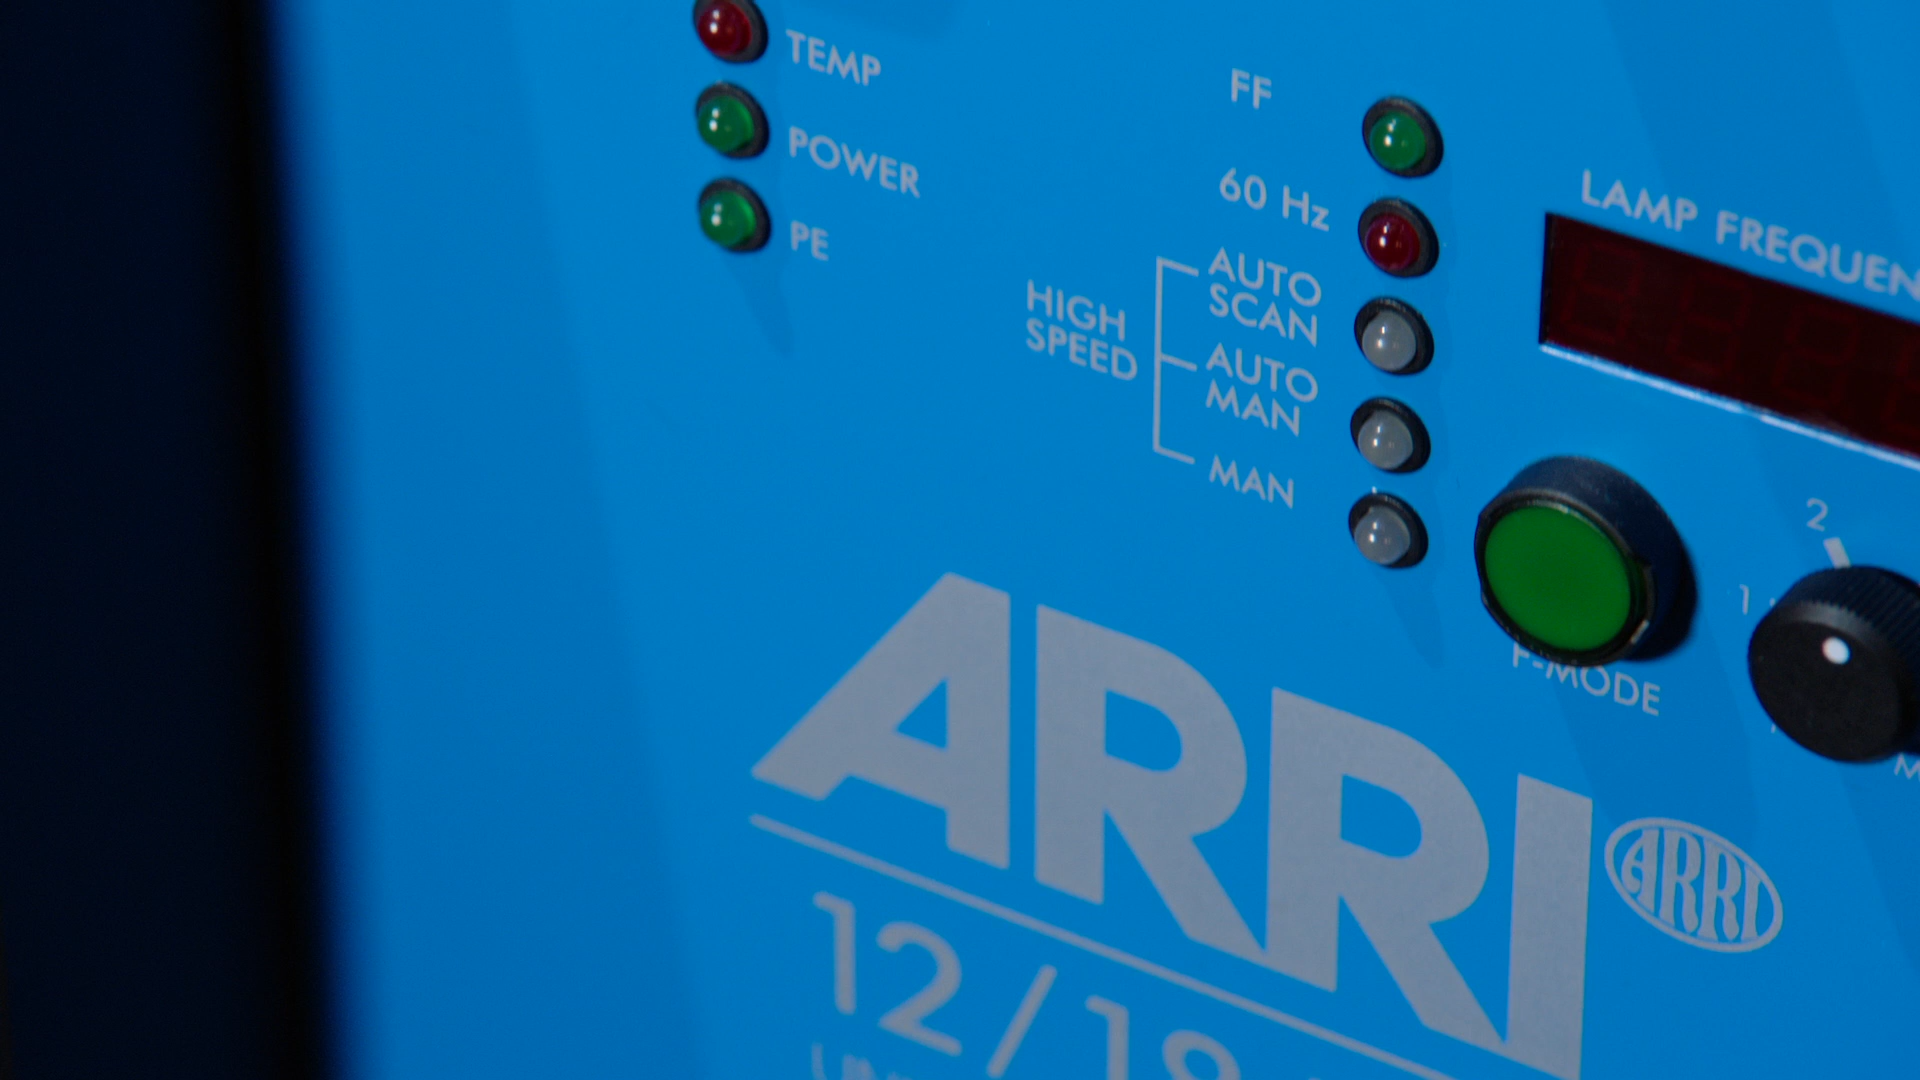 TEMP
POWER
PE
FF
60 Hz
HIGH
SPEED
AUTO
SCAN
AUTO
MAN
MAN
LAMP FREQUEN
2
1
F-MODE
ARRI
ARRI
12/18